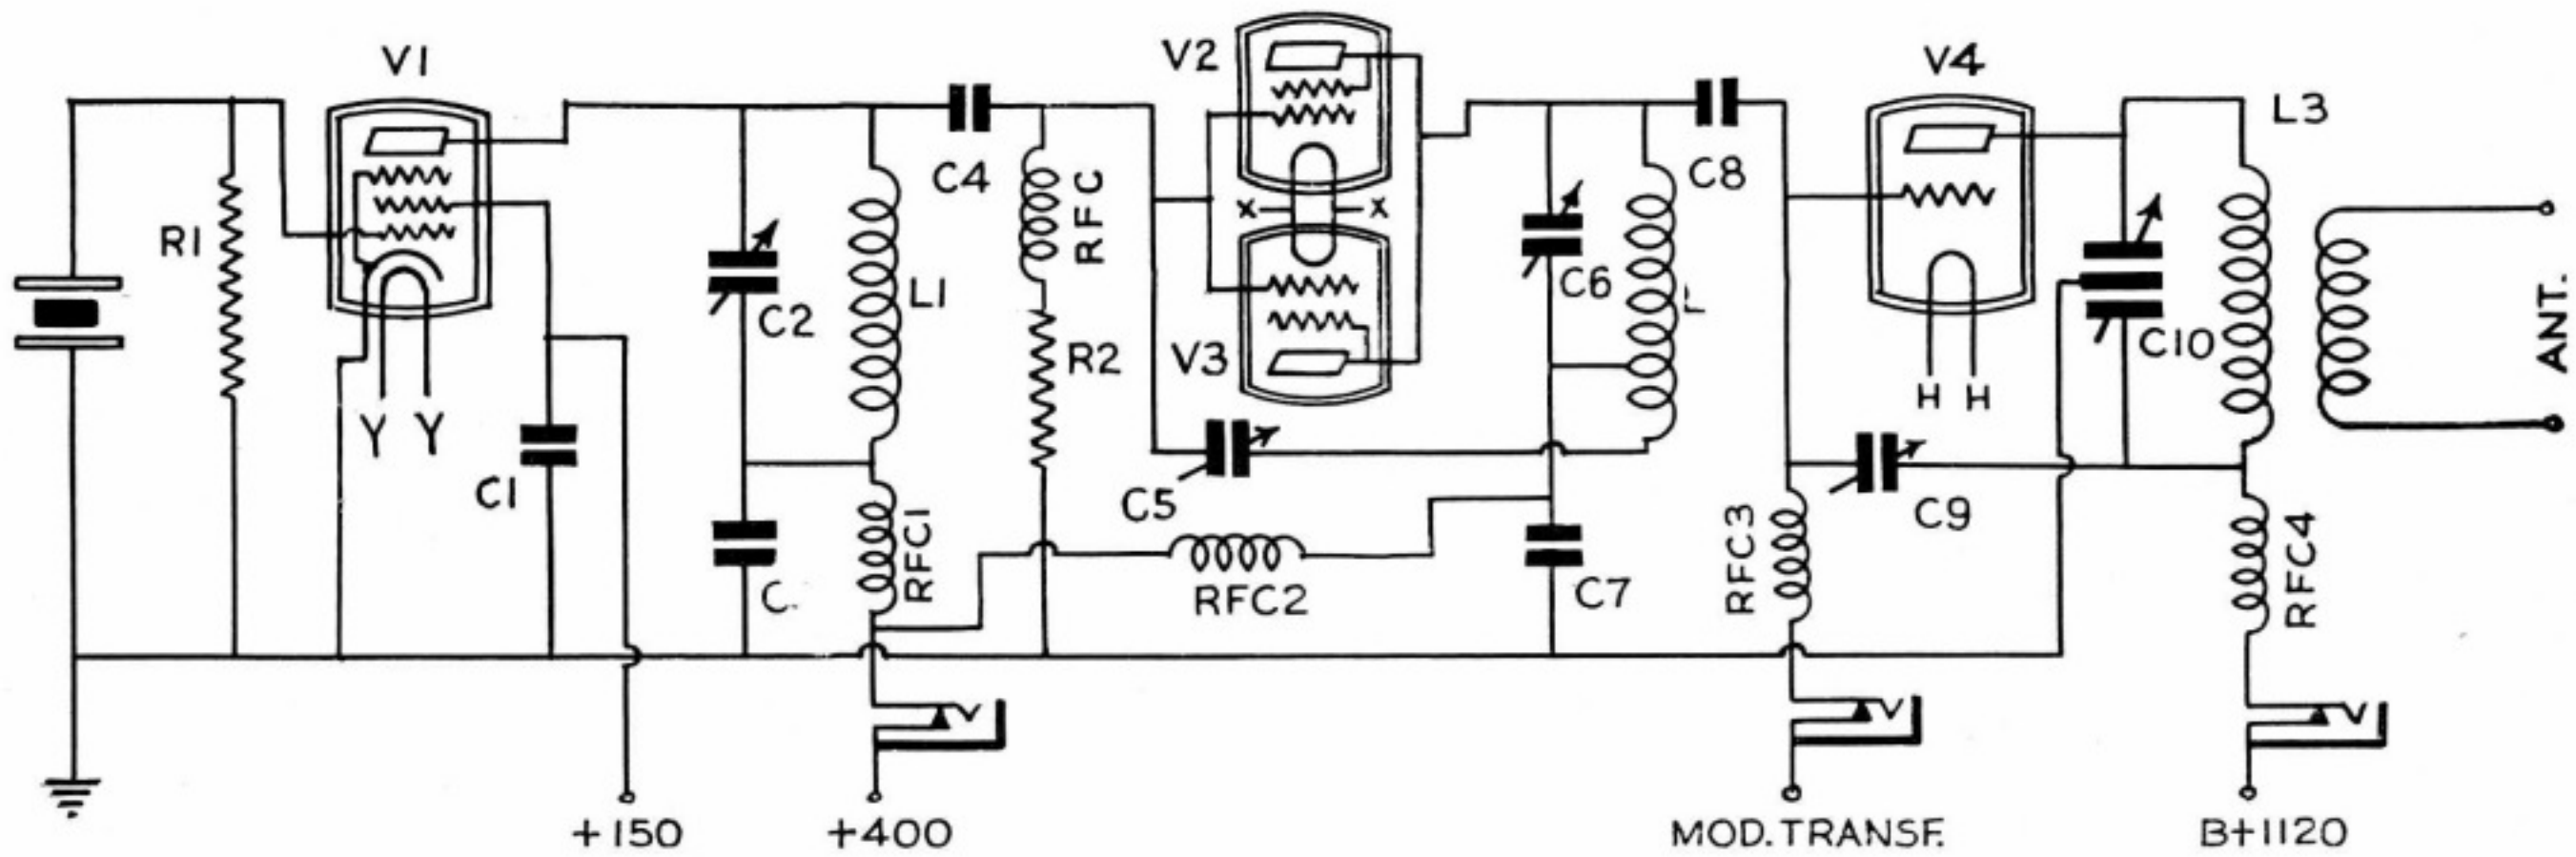 V1
V2
V4
L3
R1
C4
RFC
C8
X
X
C2
L1
C6
R2
V3
C10
ANT.
H H
Y Y
C1
C5
C9
RFC1
RFC3
RFC4
C
RFC2
C7
+150
+400
MOD. TRANSF.
B+1120